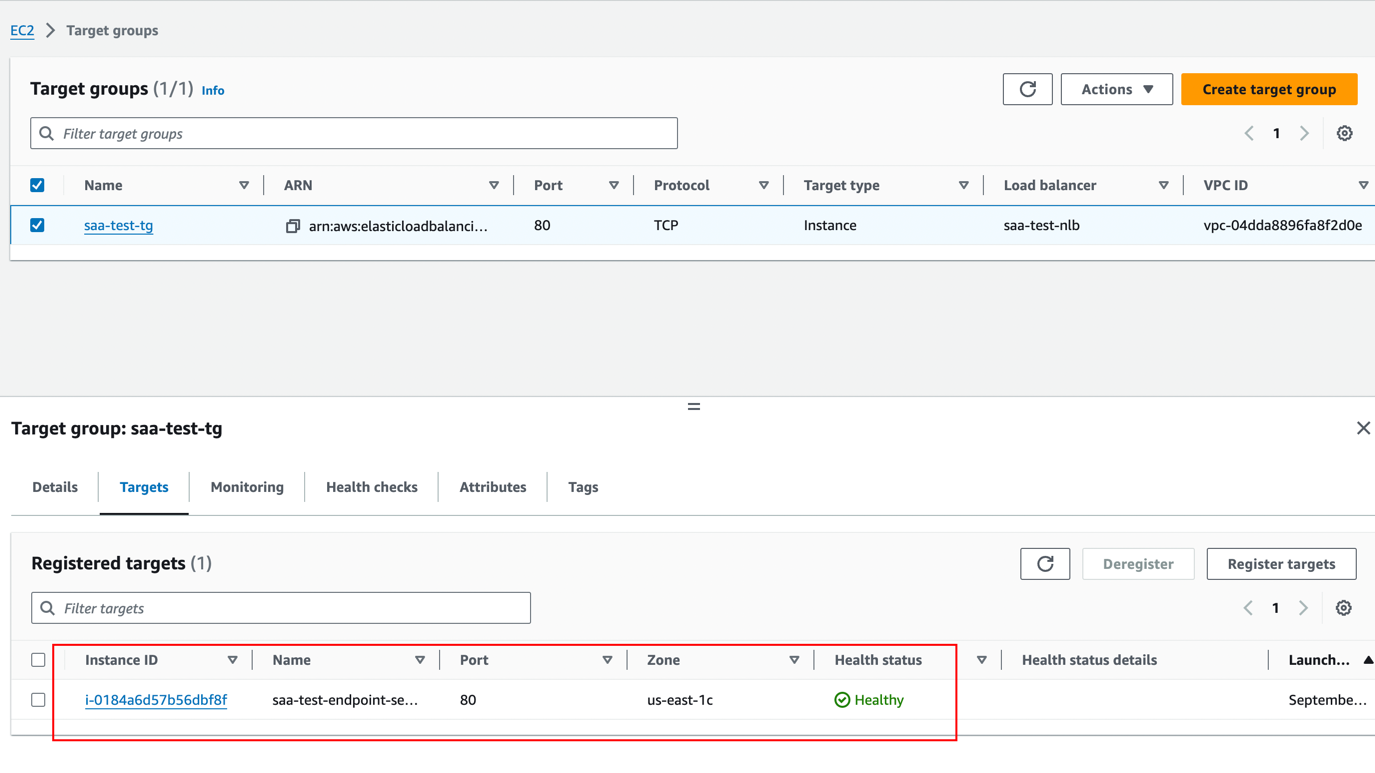 EC2 > Target groups
Target groups (1/1) Info
Actions Create target group
Filter target groups
1
Name ARN Port Protocol Target type Load balancer VPC ID
saa-test-tg arn:aws:elasticloadbalanci... 80 TCP Instance saa-test-nlb vpc-04dda8896fa8f2d0e
Target group: saa-test-tg
Details Targets Monitoring Health checks Attributes Tags
Registered targets (1)
Deregister Register targets
Filter targets
1
Instance ID Name Port Zone Health status Health status details Launch...
i-0184a6d57b56dbf8f saa-test-endpoint-se... 80 us-east-1c Healthy Septembe...